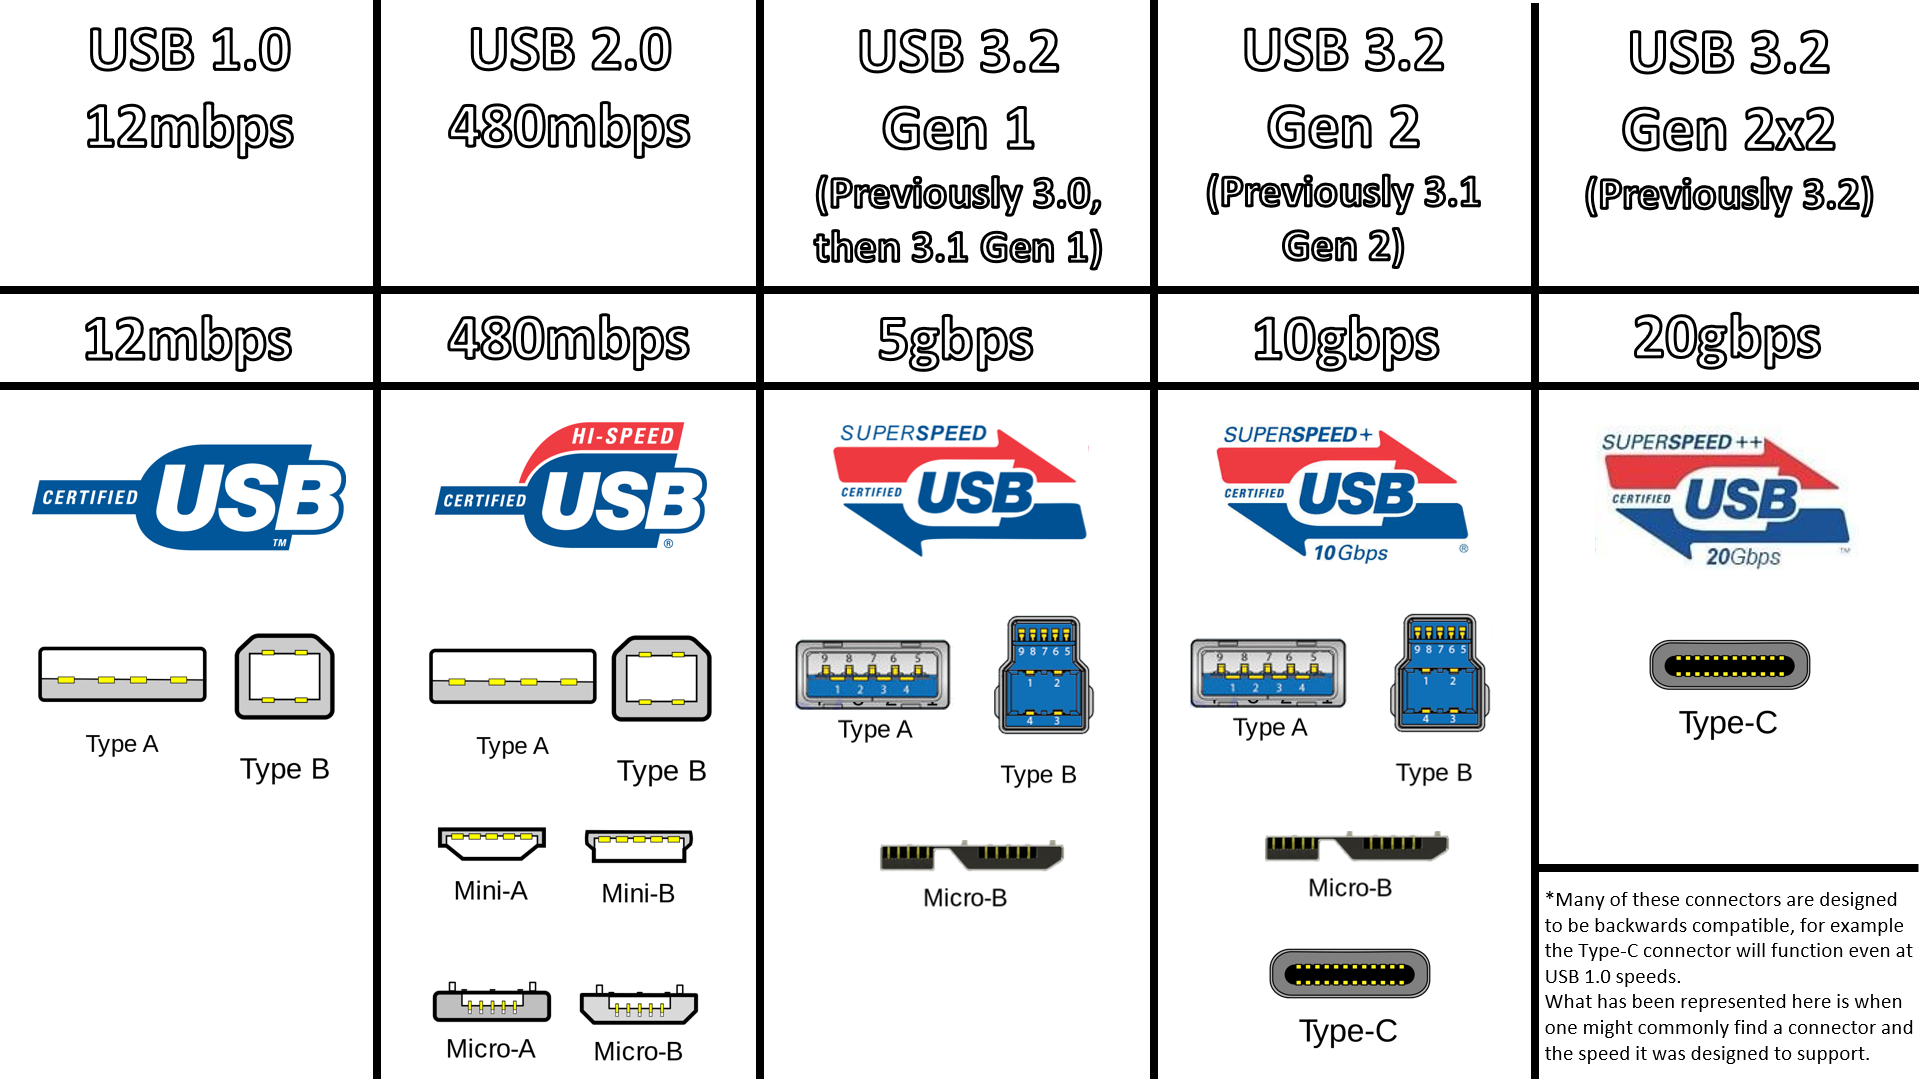 USB 1.0
12mbps
USB 2.0
480mbps
USB 3.2
Gen 1
(Previously 3.0,
then 3.1 Gen 1)
USB 3.2
Gen 2
(Previously 3.1
Gen 2)
USB 3.2
Gen 2x2
(Previously 3.2)
12mbps
480mbps
5gbps
10gbps
20gbps
CERTIFIED USB
TM
HI-SPEED
CERTIFIED USB
®
SUPERSPEED
CERTIFIED USB
SUPERSPEED+
CERTIFIED USB
10Gbps
®
SUPERSPEED++
CERTIFIED USB
20Gbps
TM
Type A
Type B
Type A
Type B
Mini-A
Mini-B
Micro-A
Micro-B
9 8 7 6 5
1 2 3 4
Type A
9 8 7 6 5
1 2
4 3
Type B
Micro-B
9 8 7 6 5
1 2 3 4
Type A
9 8 7 6 5
1 2
4 3
Type B
Micro-B
Type-C
Type-C
*Many of these connectors are designed
to be backwards compatible, for example
the Type-C connector will function even at
USB 1.0 speeds.
What has been represented here is when
one might commonly find a connector and
the speed it was designed to support.